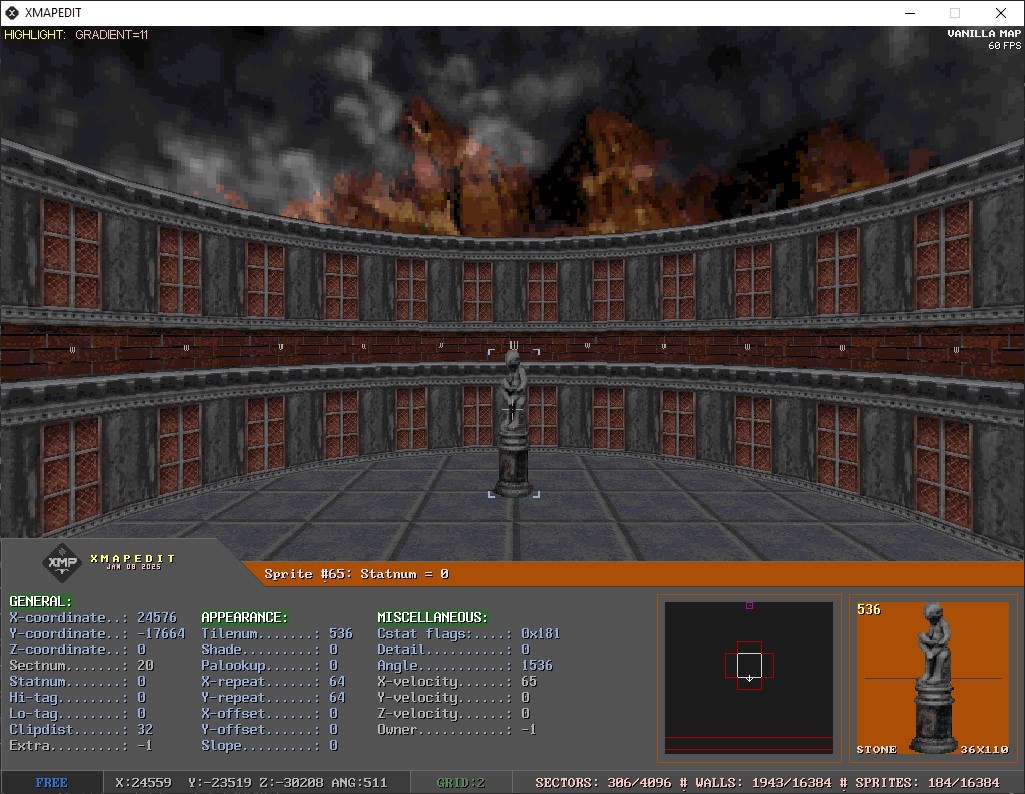 XMAPEDIT
HIGHLIGHT: GRADIENT=11
VANILLA MAP
60 FPS
XMP
XMAPEDIT
JAN 08 2025
Sprite #65: Statnum = 0
GENERAL:
X-coordinate..: 24576
Y-coordinate..: -17664
Z-coordinate..: 0
Sectnum.......: 20
Statnum.......: 0
Hi-tag........: 0
Lo-tag........: 0
Clipdist......: 32
Extra.........: -1
APPEARANCE:
Tilenum.......: 536
Shade.........: 0
Palookup......: 0
X-repeat......: 64
Y-repeat......: 64
X-offset......: 0
Y-offset......: 0
Slope.........: 0
MISCELLANEOUS:
Cstat flags:....: 0x181
Detail..........: 0
Angle...........: 1536
X-velocity......: 65
Y-velocity......: 0
Z-velocity......: 0
Owner...........: -1
536
STONE 36X110
FREE X:24559 Y:-23519 Z:-30208 ANG:511 GRID:2 SECTORS: 306/4096 # WALLS: 1943/16384 # SPRITES: 184/16384